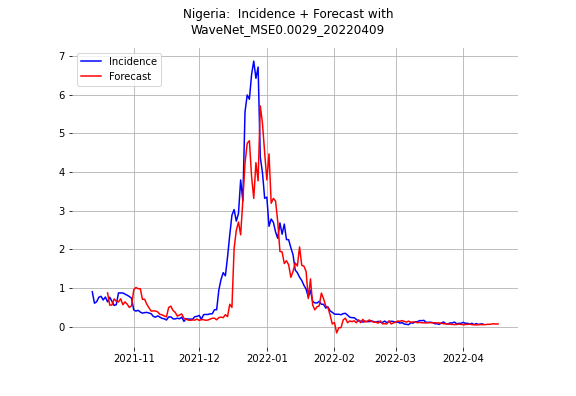 Nigeria:  Incidence + Forecast with
WaveNet_MSE0.0029_20220409
Incidence
Forecast
7
6
5
4
3
2
1
0
2021-11 2021-12 2022-01 2022-02 2022-03 2022-04